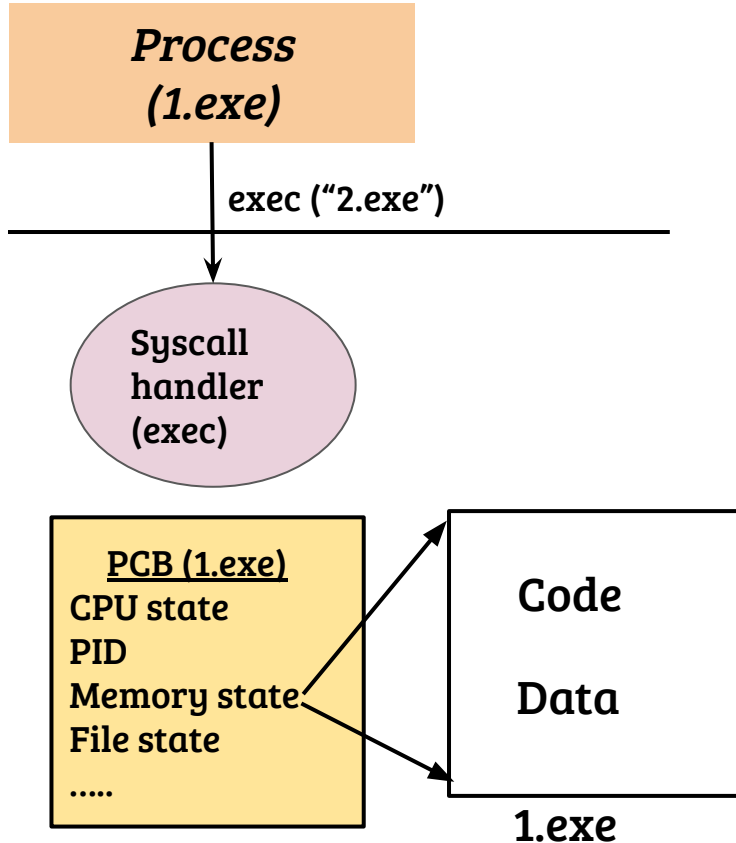 Process
(1.exe)
exec (“2.exe”)
Syscall
handler
(exec)
PCB (1.exe)
CPU state
PID
Memory state
File state
.....
Code
Data
1.exe